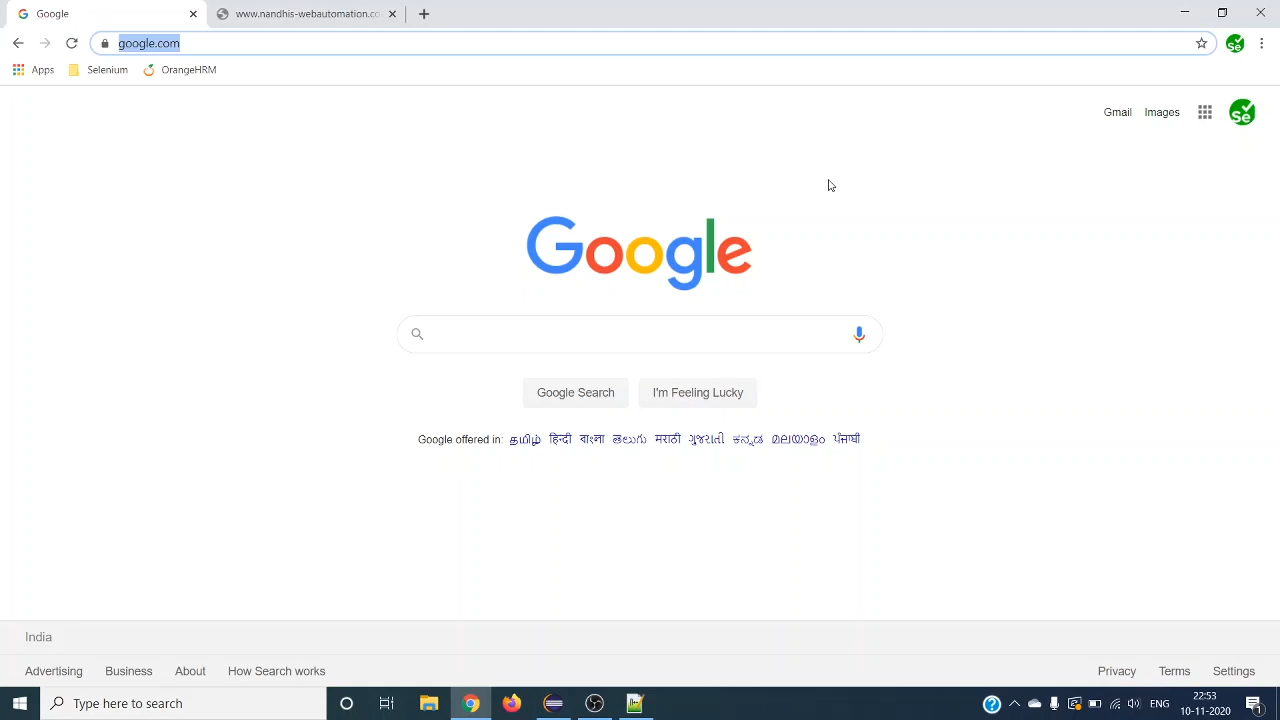 Google
www.nandhis-webautomation.co
google.com
Apps
Selenium
OrangeHRM
Gmail
Images
Se
Google
Google Search
I'm Feeling Lucky
Google offered in: தமிழ் हिन्दी বাংলা తెలుగు मराठी ગુજરાતી ಕನ್ನಡ മലയാളം ਪੰਜਾਬੀ
India
Advertising
Business
About
How Search works
Privacy
Terms
Settings
Type here to search
ENG
22:53
10-11-2020